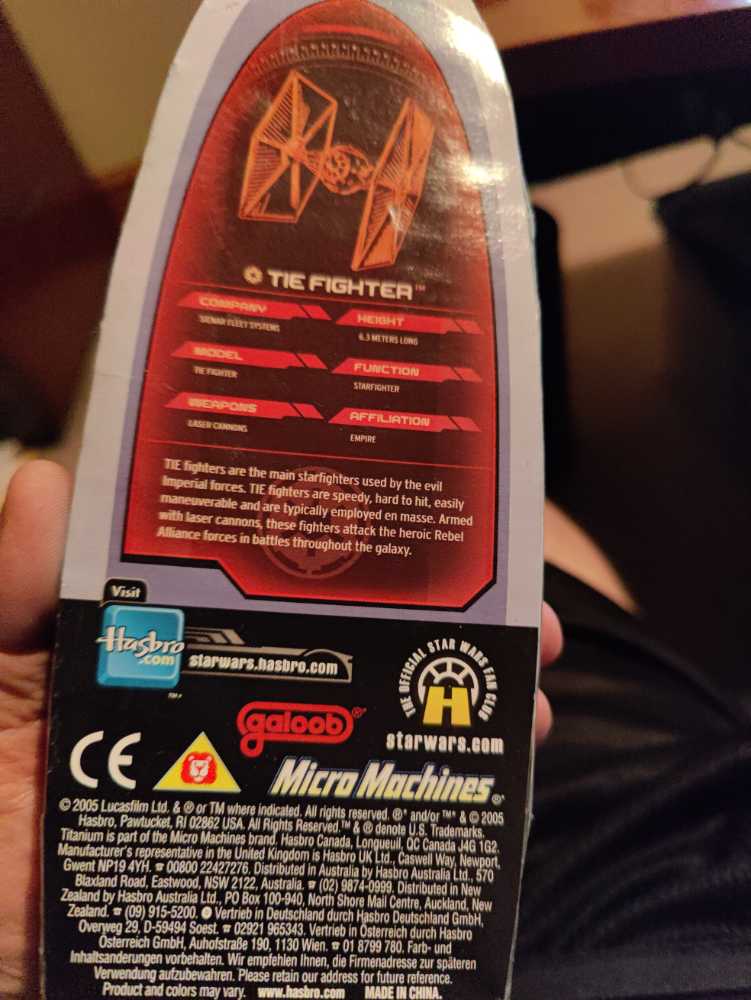 TIE FIGHTER™
COMPANY
SIENAR FLEET SYSTEMS
HEIGHT
6.3 METERS LONG
MODEL
TIE FIGHTER
FUNCTION
STARFIGHTER
WEAPONS
LASER CANNONS
AFFILIATION
EMPIRE
TIE fighters are the main starfighters used by the evil
Imperial forces. TIE fighters are speedy, hard to hit, easily
maneuverable and are typically employed en masse. Armed
with laser cannons, these fighters attack the heroic Rebel
Alliance forces in battles throughout the galaxy.
Visit
Hasbro
.com
starwars.hasbro.com
TM
THE OFFICIAL STAR WARS FAN CLUB
H
starwars.com
galoob®
CE
Micro Machines®
© 2005 Lucasfilm Ltd. & ® or TM where indicated. All rights reserved. ®* and/or ™* & © 2005
Hasbro, Pawtucket, RI 02862 USA. All Rights Reserved.™ & ® denote U.S. Trademarks.
Titanium is part of the Micro Machines brand. Hasbro Canada, Longueuil, QC Canada J4G 1G2.
Manufacturer's representative in the United Kingdom is Hasbro UK Ltd., Caswell Way, Newport,
Gwent NP19 4YH. ☎ 00800 22427276. Distributed in Australia by Hasbro Australia Ltd., 570
Blaxland Road, Eastwood, NSW 2122, Australia. ☎ (02) 9874-0999. Distributed in New
Zealand by Hasbro Australia Ltd., PO Box 100-940, North Shore Mail Centre, Auckland, New
Zealand. ☎ (09) 915-5200. Vertrieb in Deutschland durch Hasbro Deutschland GmbH,
Overweg 29, D-59494 Soest. ☎ 02921 965343. Vertrieb in Österreich durch Hasbro
Österreich GmbH, Auhofstraße 190, 1130 Wien. ☎ 01 8799 780. Farb- und
Inhaltsänderungen vorbehalten. Wir empfehlen Ihnen, die Firmenadresse zur späteren
Verwendung aufzubewahren. Please retain our address for future reference.
Product and colors may vary. www.hasbro.com MADE IN CHINA.